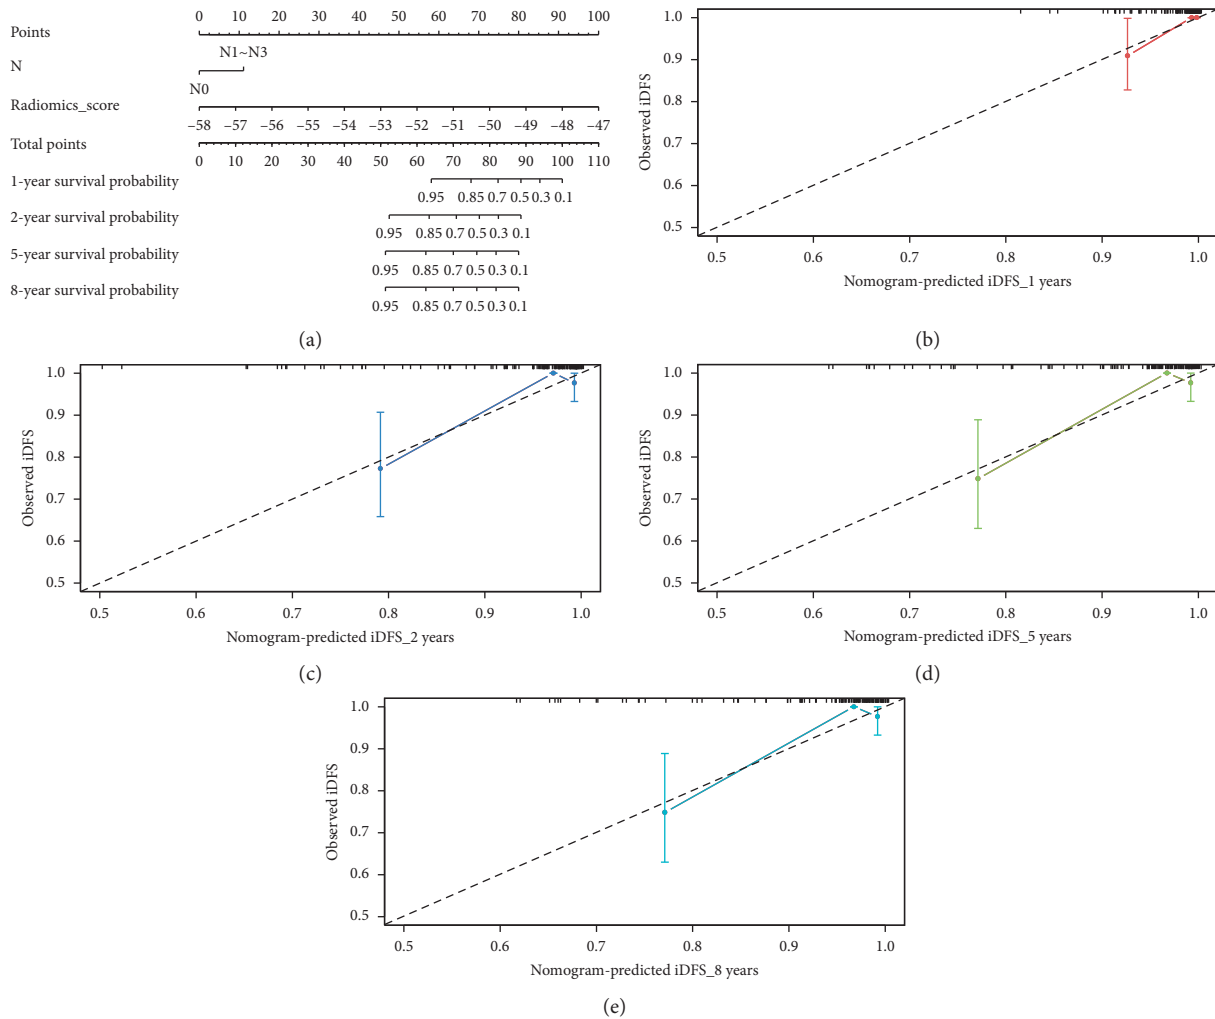 0 10 20 30 40 50 60 70 80 90 100
Points
N1~N3
N
N0
Radiomics_score
−58 −57 −56 −55 −54 −53 −52 −51 −50 −49 −48 −47
Total points
0 10 20 30 40 50 60 70 80 90 100 110
1-year survival probability
0.95 0.85 0.7 0.5 0.3 0.1
2-year survival probability
0.95 0.85 0.7 0.5 0.3 0.1
5-year survival probability
0.95 0.85 0.7 0.5 0.3 0.1
8-year survival probability
0.95 0.85 0.7 0.5 0.3 0.1
(a)
1.0
0.9
0.8
0.7
0.6
0.5
Observed iDFS
0.5 0.6 0.7 0.8 0.9 1.0
Nomogram-predicted iDFS_1 years
(b)
1.0
0.9
0.8
0.7
0.6
0.5
Observed iDFS
0.5 0.6 0.7 0.8 0.9 1.0
Nomogram-predicted iDFS_2 years
(c)
1.0
0.9
0.8
0.7
0.6
0.5
Observed iDFS
0.5 0.6 0.7 0.8 0.9 1.0
Nomogram-predicted iDFS_5 years
(d)
1.0
0.9
0.8
0.7
0.6
0.5
Observed iDFS
0.5 0.6 0.7 0.8 0.9 1.0
Nomogram-predicted iDFS_8 years
(e)